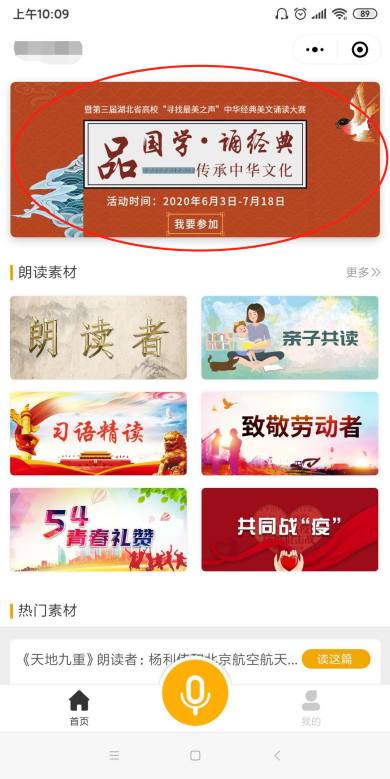 上午10:09
89
暨第三届湖北省高校“寻找最美之声”中华经典美文诵读大赛
品国学·诵经典
传承中华文化
活动时间：2020年6月3日-7月18日
我要参加
朗读素材
更多
朗读者
亲子共读
习语精读
致敬劳动者
54
青春礼赞
共同战“疫”
热门素材
《天地九重》朗读者：杨利伟和北京航空航天...
读这篇
首页
我的